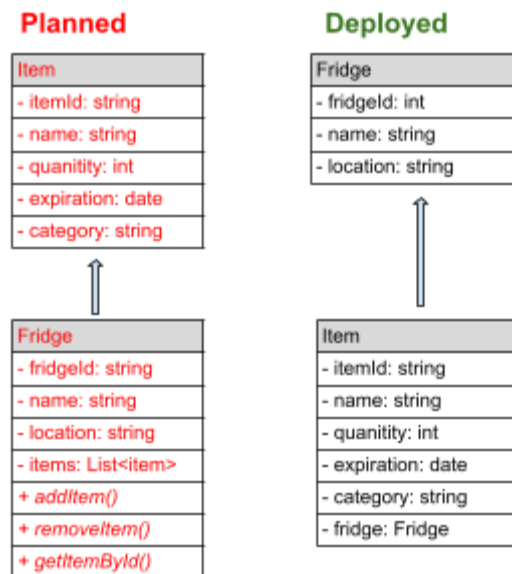 Planned
Item
- itemId: string
- name: string
- quanitity: int
- expiration: date
- category: string
Fridge
- fridgeId: string
- name: string
- location: string
- items: List<item>
+ addItem()
+ removeItem()
+ getItemById()
Deployed
Fridge
- fridgeId: int
- name: string
- location: string
Item
- itemId: string
- name: string
- quanitity: int
- expiration: date
- category: string
- fridge: Fridge